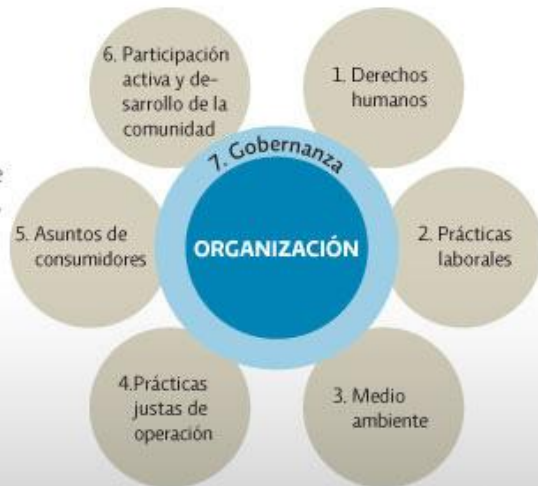 1. Derechos
humanos
2. Prácticas
laborales
3. Medio
ambiente
4.Prácticas
justas de
operación
5. Asuntos de
consumidores
6. Participación
activa y de-
sarrollo de la
comunidad
7. Gobernanza
ORGANIZACIÓN